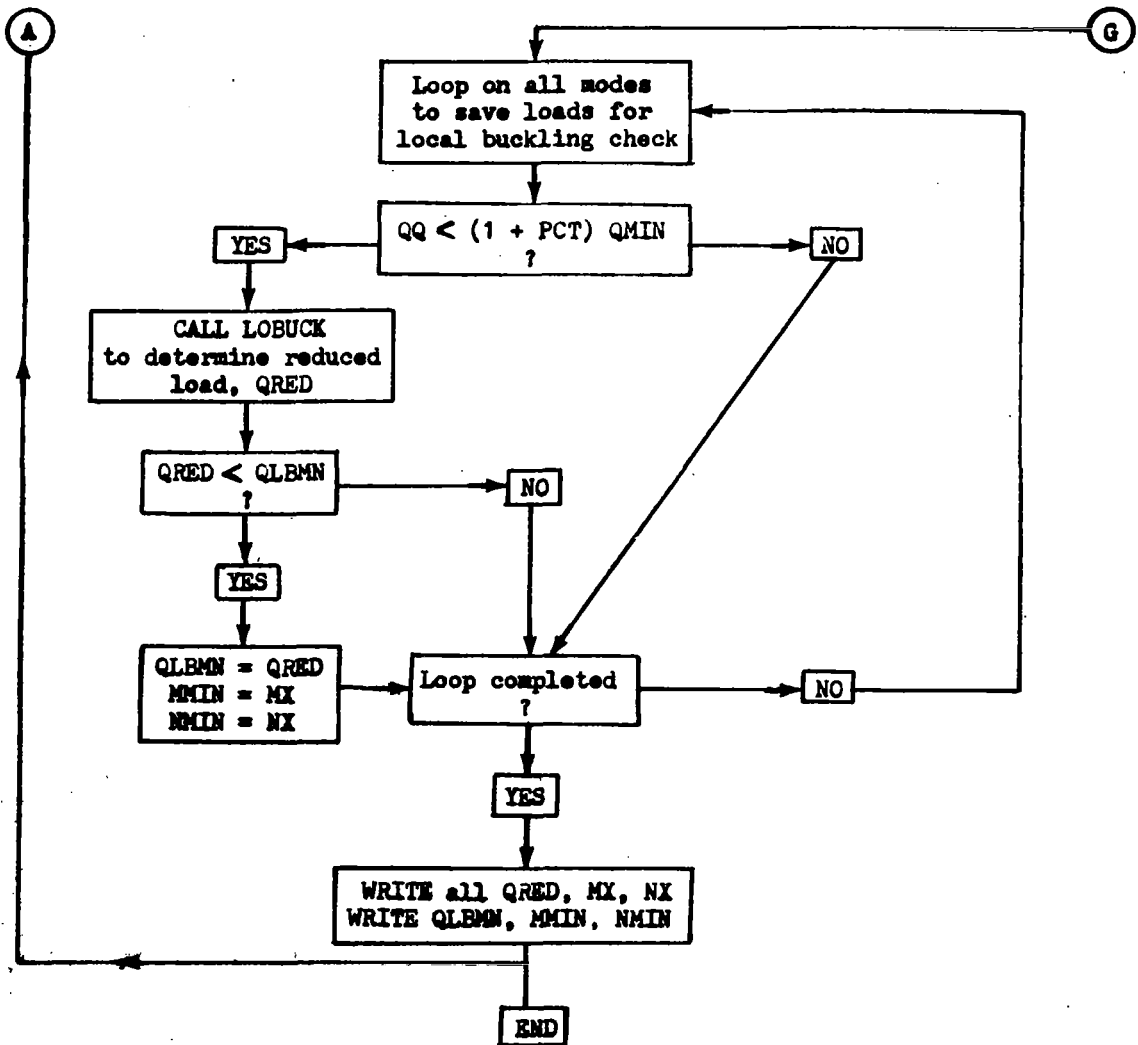 A
G
Loop on all modes
to save loads for
local buckling check
QQ < (1 + PCT) QMIN
?
YES
NO
CALL LOBUCK
to determine reduced
load, QRED
QRED < QLBMN
?
NO
YES
QLBMN = QRED
MMIN = MX
NMIN = NX
Loop completed
?
NO
YES
WRITE all QRED, MX, NX
WRITE QLBMN, MMIN, NMIN
END